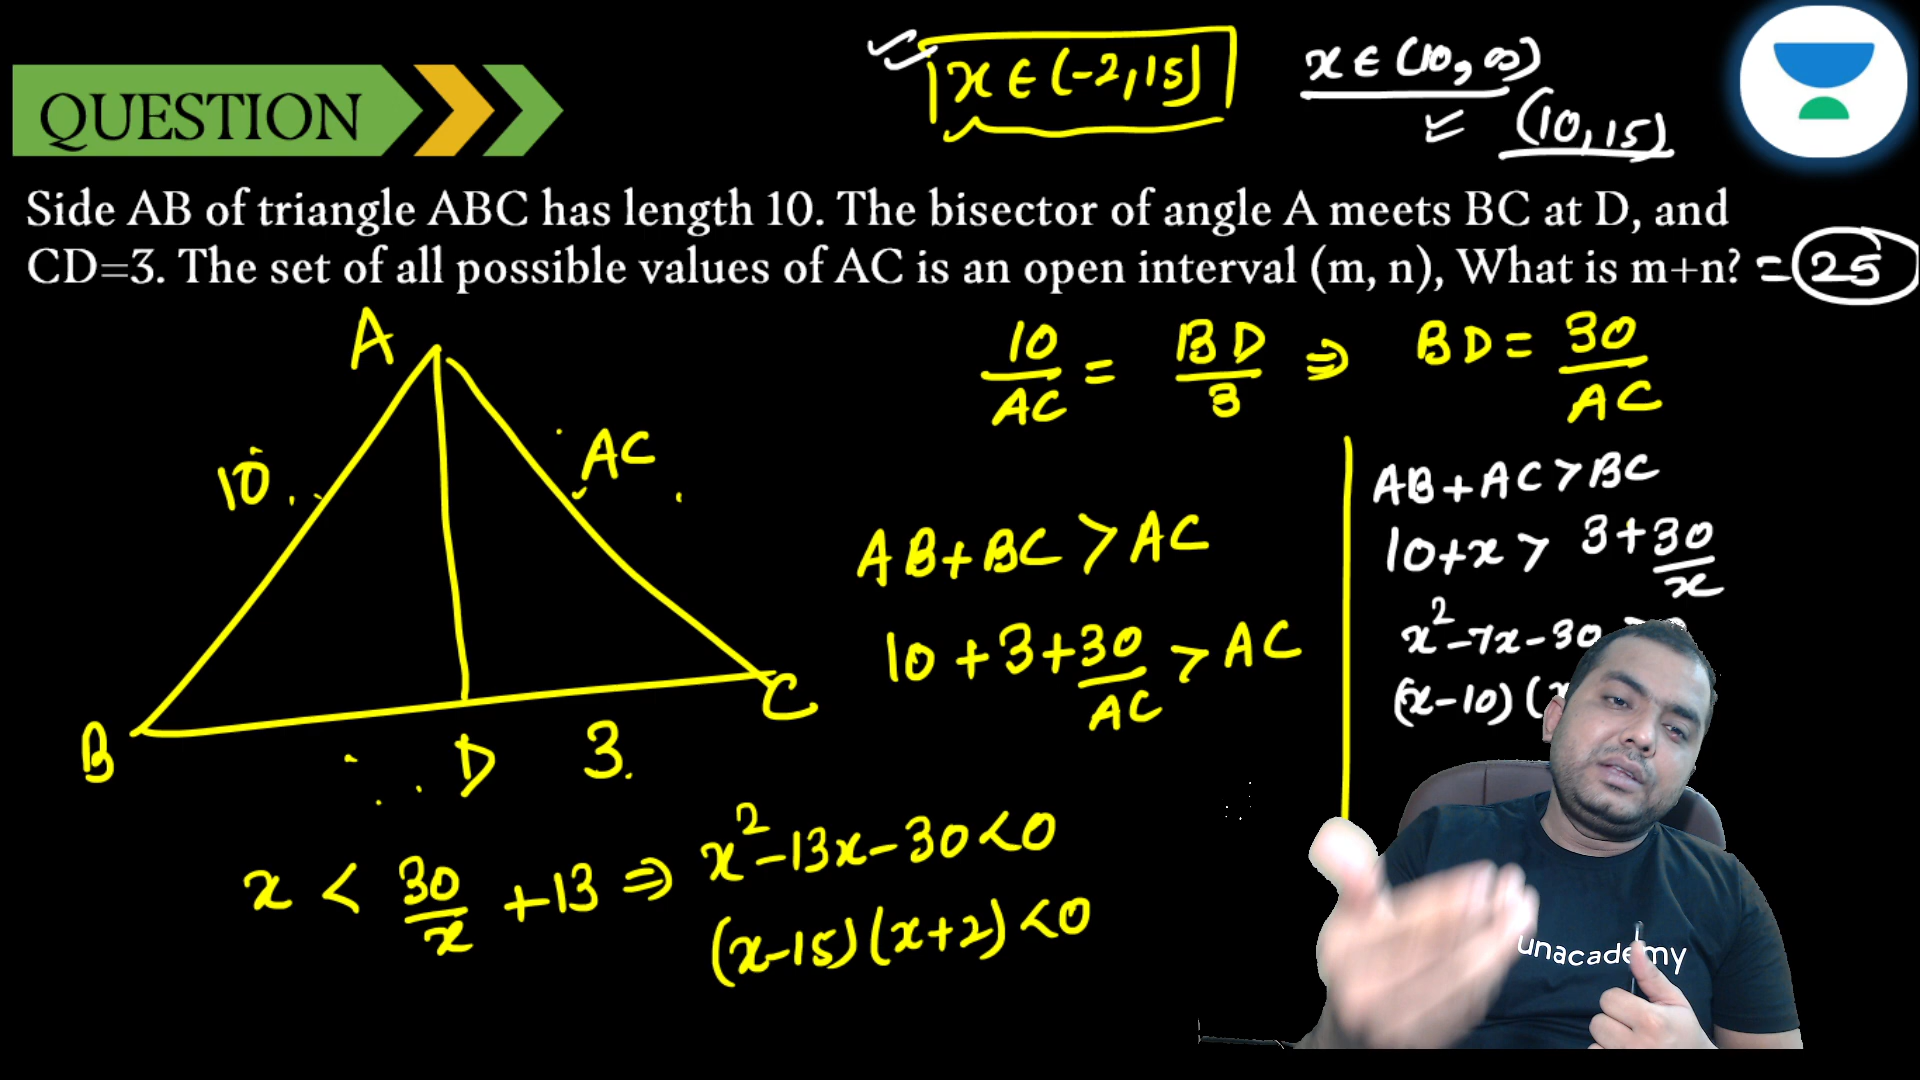 x ∈ (-2, 15)
x ∈ (10, ∞)
(10, 15)
QUESTION
Side AB of triangle ABC has length 10. The bisector of angle A meets BC at D, and
CD=3. The set of all possible values of AC is an open interval (m, n), What is m+n? = 25
A
10
AC
B
D
3
C
10/AC = BD/3 ⇒ BD = 30/AC
AB+BC > AC
10+3+30/AC > AC
AB+AC > BC
10+x > 3+30/x
x²-7x-30
(x-10)(
x < 30/x +13 ⇒ x²-13x-30<0
(x-15)(x+2)<0
unacademy